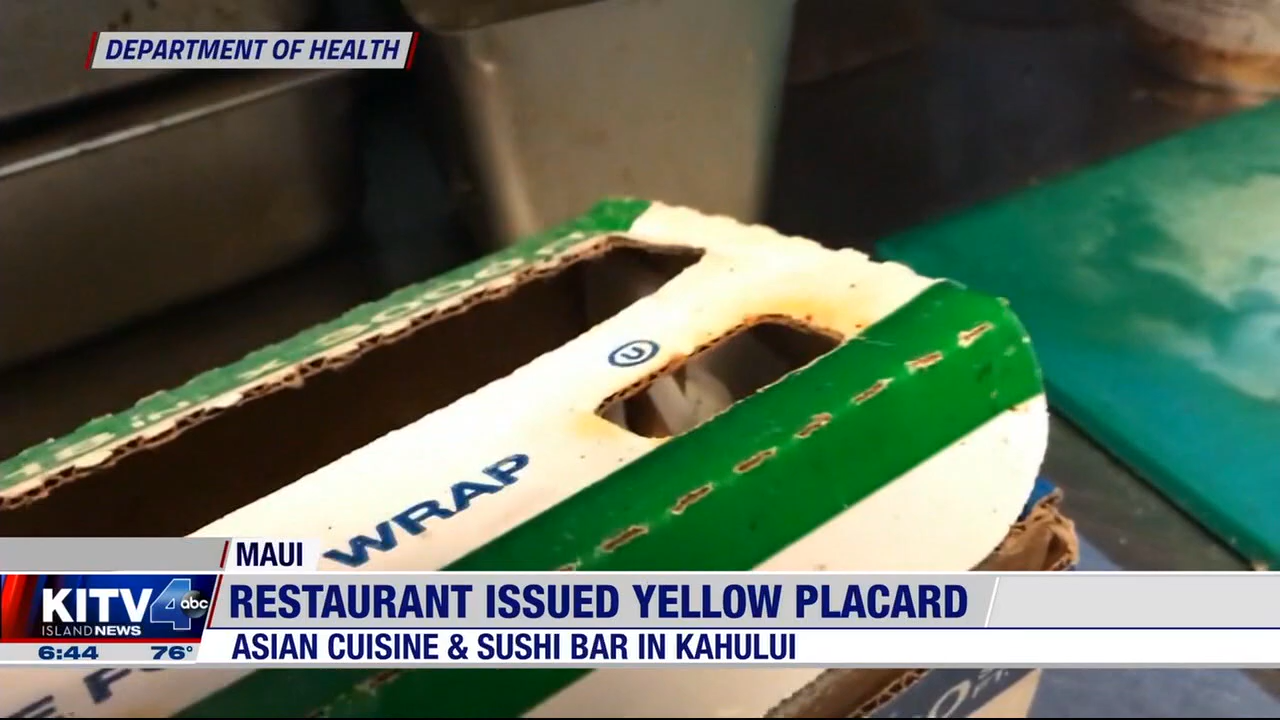 DEPARTMENT OF HEALTH
U
WRAP
MAUI
KITV4 abc
ISLAND NEWS
RESTAURANT ISSUED YELLOW PLACARD
6:44 76°
ASIAN CUISINE & SUSHI BAR IN KAHULUI